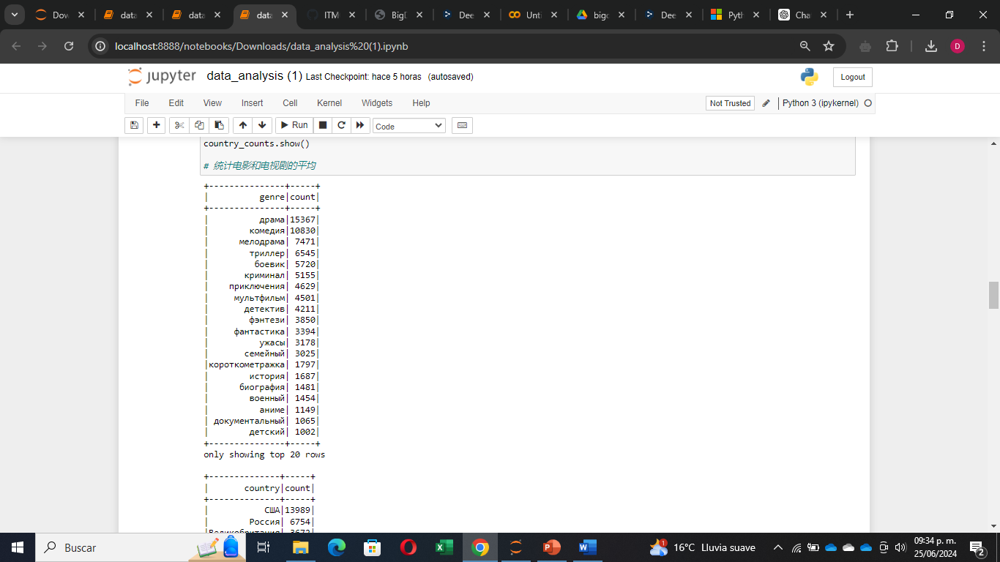 Dow
data
data
data
ITM
BigD
Dee
Unti
bigd
Dee
Pyth
Cha
localhost:8888/notebooks/Downloads/data_analysis%20(1).ipynb
D
jupyter data_analysis (1) Last Checkpoint: hace 5 horas (autosaved)
Logout
File Edit View Insert Cell Kernel Widgets Help
Not Trusted
Python 3 (ipykernel)
Run
Code
country_counts.show()
# 统计电影和电视剧的平均
+---------------+-----+
|          genre|count|
+---------------+-----+
|          драма|15367|
|        комедия|10830|
|      мелодрама| 7471|
|        триллер| 6545|
|         боевик| 5720|
|       криминал| 5155|
|    приключения| 4629|
|     мультфильм| 4501|
|       детектив| 4211|
|        фэнтези| 3850|
|     фантастика| 3394|
|          ужасы| 3178|
|       семейный| 3025|
|короткометражка| 1797|
|        история| 1687|
|      биография| 1481|
|        военный| 1454|
|          аниме| 1149|
| документальный| 1065|
|        детский| 1002|
+---------------+-----+
only showing top 20 rows
+--------------+-----+
|       country|count|
+--------------+-----+
|           США|13989|
|        Россия| 6754|
|Великобритания| 3672|
Buscar
1
16°C Lluvia suave
09:34 p. m.
25/06/2024
2